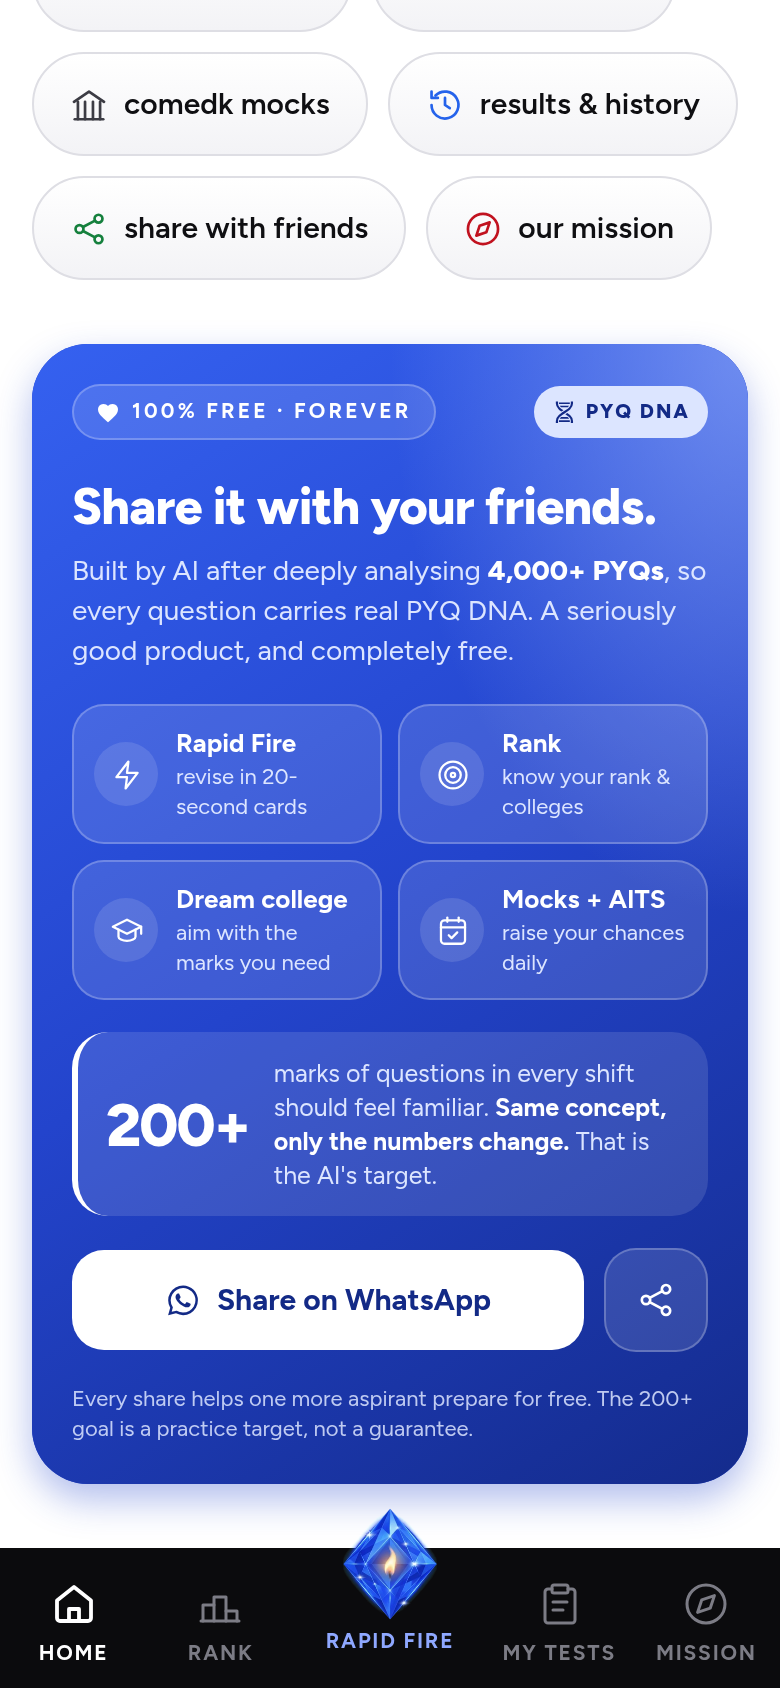 comedk mocks
results & history
share with friends
our mission
100% FREE · FOREVER
PYQ DNA
Share it with your friends.
Built by AI after deeply analysing 4,000+ PYQs, so
every question carries real PYQ DNA. A seriously
good product, and completely free.
Rapid Fire
revise in 20-
second cards
Rank
know your rank &
colleges
Dream college
aim with the
marks you need
Mocks + AITS
raise your chances
daily
200+
marks of questions in every shift
should feel familiar. Same concept,
only the numbers change. That is
the AI's target.
Share on WhatsApp
Every share helps one more aspirant prepare for free. The 200+
goal is a practice target, not a guarantee.
HOME
RANK
RAPID FIRE
MY TESTS
MISSION